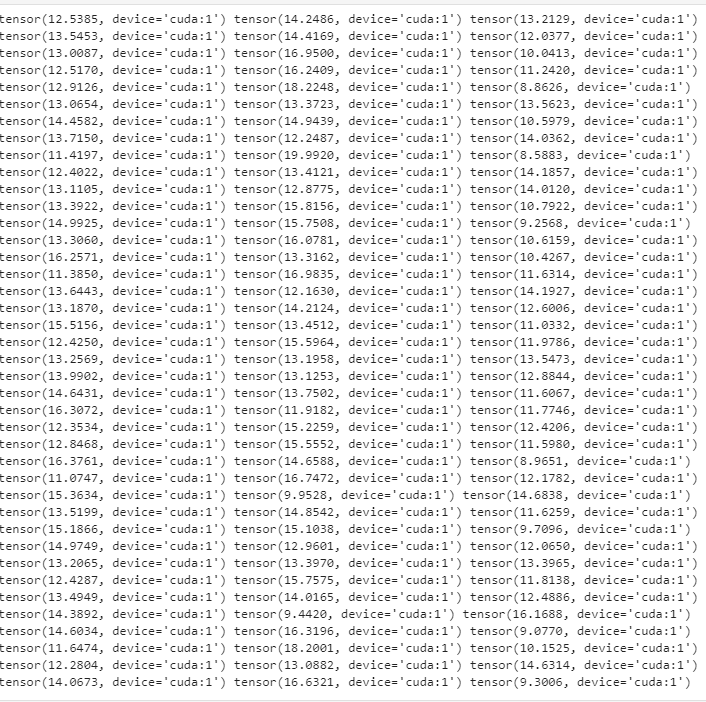 tensor(12.5385, device='cuda:1') tensor(14.2486, device='cuda:1') tensor(13.2129, device='cuda:1')
tensor(13.5453, device='cuda:1') tensor(14.4169, device='cuda:1') tensor(12.0377, device='cuda:1')
tensor(13.0087, device='cuda:1') tensor(16.9500, device='cuda:1') tensor(10.0413, device='cuda:1')
tensor(12.5170, device='cuda:1') tensor(16.2409, device='cuda:1') tensor(11.2420, device='cuda:1')
tensor(12.9126, device='cuda:1') tensor(18.2248, device='cuda:1') tensor(8.8626, device='cuda:1')
tensor(13.0654, device='cuda:1') tensor(13.3723, device='cuda:1') tensor(13.5623, device='cuda:1')
tensor(14.4582, device='cuda:1') tensor(14.9439, device='cuda:1') tensor(10.5979, device='cuda:1')
tensor(13.7150, device='cuda:1') tensor(12.2487, device='cuda:1') tensor(14.0362, device='cuda:1')
tensor(11.4197, device='cuda:1') tensor(19.9920, device='cuda:1') tensor(8.5883, device='cuda:1')
tensor(12.4022, device='cuda:1') tensor(13.4121, device='cuda:1') tensor(14.1857, device='cuda:1')
tensor(13.1105, device='cuda:1') tensor(12.8775, device='cuda:1') tensor(14.0120, device='cuda:1')
tensor(13.3922, device='cuda:1') tensor(15.8156, device='cuda:1') tensor(10.7922, device='cuda:1')
tensor(14.9925, device='cuda:1') tensor(15.7508, device='cuda:1') tensor(9.2568, device='cuda:1')
tensor(13.3060, device='cuda:1') tensor(16.0781, device='cuda:1') tensor(10.6159, device='cuda:1')
tensor(16.2571, device='cuda:1') tensor(13.3162, device='cuda:1') tensor(10.4267, device='cuda:1')
tensor(11.3850, device='cuda:1') tensor(16.9835, device='cuda:1') tensor(11.6314, device='cuda:1')
tensor(13.6443, device='cuda:1') tensor(12.1630, device='cuda:1') tensor(14.1927, device='cuda:1')
tensor(13.1870, device='cuda:1') tensor(14.2124, device='cuda:1') tensor(12.6006, device='cuda:1')
tensor(15.5156, device='cuda:1') tensor(13.4512, device='cuda:1') tensor(11.0332, device='cuda:1')
tensor(12.4250, device='cuda:1') tensor(15.5964, device='cuda:1') tensor(11.9786, device='cuda:1')
tensor(13.2569, device='cuda:1') tensor(13.1958, device='cuda:1') tensor(13.5473, device='cuda:1')
tensor(13.9902, device='cuda:1') tensor(13.1253, device='cuda:1') tensor(12.8844, device='cuda:1')
tensor(14.6431, device='cuda:1') tensor(13.7502, device='cuda:1') tensor(11.6067, device='cuda:1')
tensor(16.3072, device='cuda:1') tensor(11.9182, device='cuda:1') tensor(11.7746, device='cuda:1')
tensor(12.3534, device='cuda:1') tensor(15.2259, device='cuda:1') tensor(12.4206, device='cuda:1')
tensor(12.8468, device='cuda:1') tensor(15.5552, device='cuda:1') tensor(11.5980, device='cuda:1')
tensor(16.3761, device='cuda:1') tensor(14.6588, device='cuda:1') tensor(8.9651, device='cuda:1')
tensor(11.0747, device='cuda:1') tensor(16.7472, device='cuda:1') tensor(12.1782, device='cuda:1')
tensor(15.3634, device='cuda:1') tensor(9.9528, device='cuda:1') tensor(14.6838, device='cuda:1')
tensor(13.5199, device='cuda:1') tensor(14.8542, device='cuda:1') tensor(11.6259, device='cuda:1')
tensor(15.1866, device='cuda:1') tensor(15.1038, device='cuda:1') tensor(9.7096, device='cuda:1')
tensor(14.9749, device='cuda:1') tensor(12.9601, device='cuda:1') tensor(12.0650, device='cuda:1')
tensor(13.2065, device='cuda:1') tensor(13.3970, device='cuda:1') tensor(13.3965, device='cuda:1')
tensor(12.4287, device='cuda:1') tensor(15.7575, device='cuda:1') tensor(11.8138, device='cuda:1')
tensor(13.4949, device='cuda:1') tensor(14.0165, device='cuda:1') tensor(12.4886, device='cuda:1')
tensor(14.3892, device='cuda:1') tensor(9.4420, device='cuda:1') tensor(16.1688, device='cuda:1')
tensor(14.6034, device='cuda:1') tensor(16.3196, device='cuda:1') tensor(9.0770, device='cuda:1')
tensor(11.6474, device='cuda:1') tensor(18.2001, device='cuda:1') tensor(10.1525, device='cuda:1')
tensor(12.2804, device='cuda:1') tensor(13.0882, device='cuda:1') tensor(14.6314, device='cuda:1')
tensor(14.0673, device='cuda:1') tensor(16.6321, device='cuda:1') tensor(9.3006, device='cuda:1')